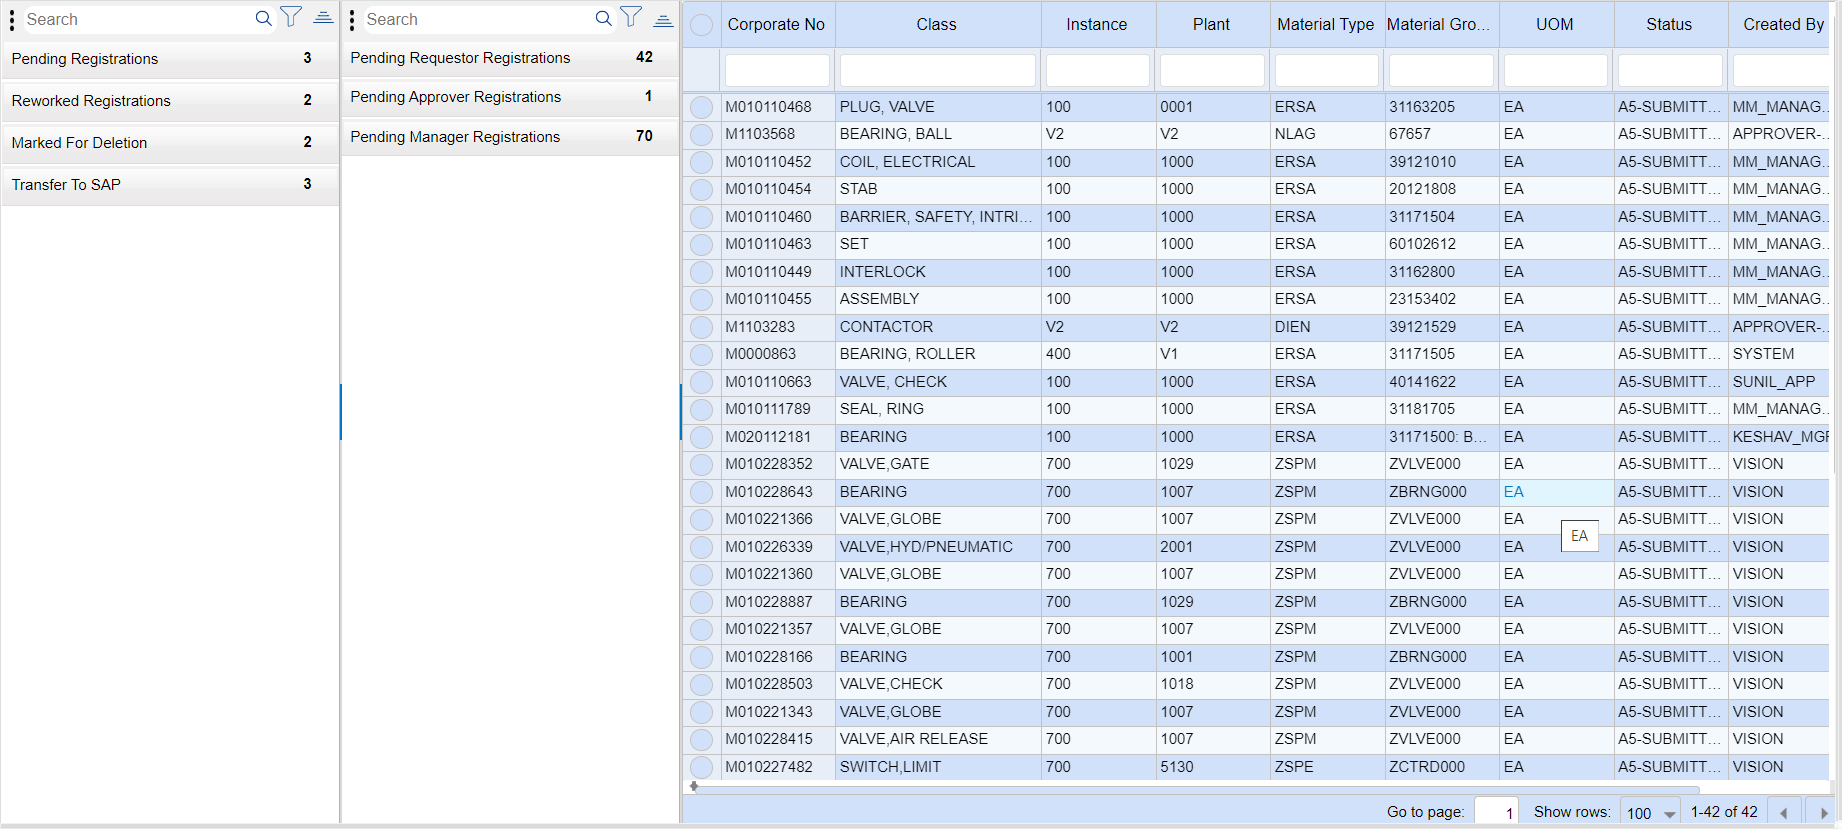 Search
Pending Registrations 3
Reworked Registrations 2
Marked For Deletion 2
Transfer To SAP 3
Search
Pending Requestor Registrations 42
Pending Approver Registrations 1
Pending Manager Registrations 70
Corporate No Class Instance Plant Material Type Material Gro... UOM Status Created By
M010110468 PLUG, VALVE 100 0001 ERSA 31163205 EA A5-SUBMITT... MM_MANAG...
M1103568 BEARING, BALL V2 V2 NLAG 67657 EA A5-SUBMITT... APPROVER-...
M010110452 COIL, ELECTRICAL 100 1000 ERSA 39121010 EA A5-SUBMITT... MM_MANAG...
M010110454 STAB 100 1000 ERSA 20121808 EA A5-SUBMITT... MM_MANAG...
M010110460 BARRIER, SAFETY, INTRI... 100 1000 ERSA 31171504 EA A5-SUBMITT... MM_MANAG...
M010110463 SET 100 1000 ERSA 60102612 EA A5-SUBMITT... MM_MANAG...
M010110449 INTERLOCK 100 1000 ERSA 31162800 EA A5-SUBMITT... MM_MANAG...
M010110455 ASSEMBLY 100 1000 ERSA 23153402 EA A5-SUBMITT... MM_MANAG...
M1103283 CONTACTOR V2 V2 DIEN 39121529 EA A5-SUBMITT... APPROVER-...
M0000863 BEARING, ROLLER 400 V1 ERSA 31171505 EA A5-SUBMITT... SYSTEM
M010110663 VALVE, CHECK 100 1000 ERSA 40141622 EA A5-SUBMITT... SUNIL_APP
M010111789 SEAL, RING 100 1000 ERSA 31181705 EA A5-SUBMITT... MM_MANAG...
M020112181 BEARING 100 1000 ERSA 31171500: B... EA A5-SUBMITT... KESHAV_MGR
M010228352 VALVE,GATE 700 1029 ZSPM ZVLVE000 EA A5-SUBMITT... VISION
M010228643 BEARING 700 1007 ZSPM ZBRNG000 EA A5-SUBMITT... VISION
M010221366 VALVE,GLOBE 700 1007 ZSPM ZVLVE000 EA A5-SUBMITT... VISION
EA
M010226339 VALVE,HYD/PNEUMATIC 700 2001 ZSPM ZVLVE000 EA A5-SUBMITT... VISION
M010221360 VALVE,GLOBE 700 1007 ZSPM ZVLVE000 EA A5-SUBMITT... VISION
M010228887 BEARING 700 1029 ZSPM ZBRNG000 EA A5-SUBMITT... VISION
M010221357 VALVE,GLOBE 700 1007 ZSPM ZVLVE000 EA A5-SUBMITT... VISION
M010228166 BEARING 700 1001 ZSPM ZBRNG000 EA A5-SUBMITT... VISION
M010228503 VALVE,CHECK 700 1018 ZSPM ZVLVE000 EA A5-SUBMITT... VISION
M010221343 VALVE,GLOBE 700 1007 ZSPM ZVLVE000 EA A5-SUBMITT... VISION
M010228415 VALVE,AIR RELEASE 700 1007 ZSPM ZVLVE000 EA A5-SUBMITT... VISION
M010227482 SWITCH,LIMIT 700 5130 ZSPE ZCTRD000 EA A5-SUBMITT... VISION
Go to page: 1 Show rows: 100 1-42 of 42